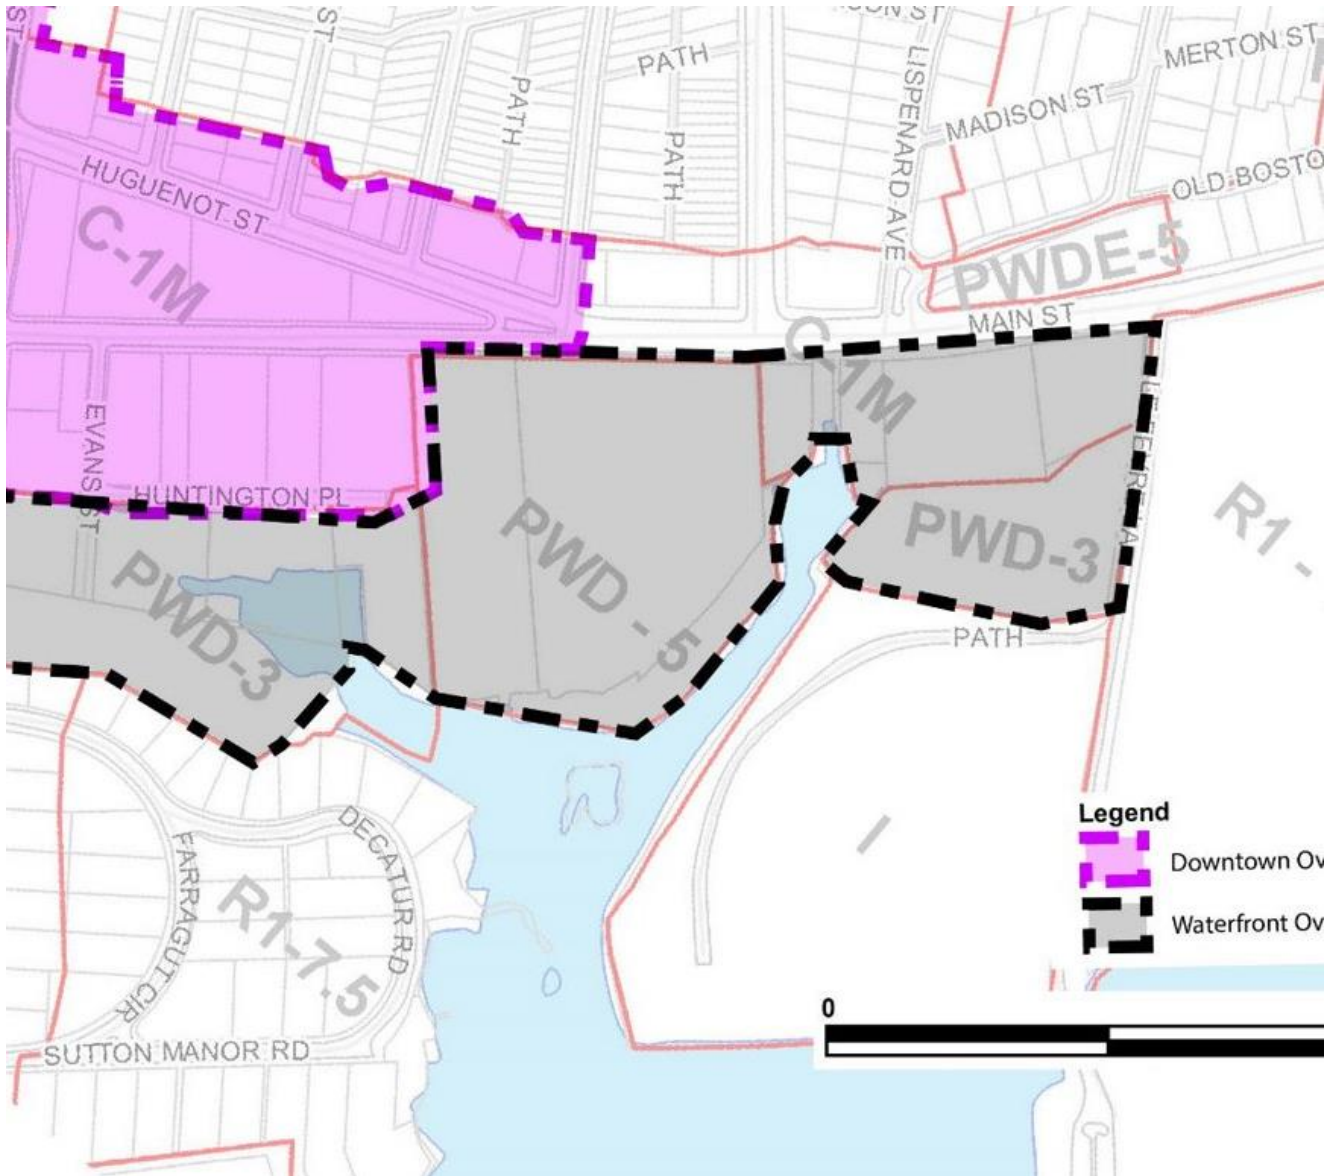 ST
ST
PATH
PATH
PATH
LISPENARD AVE
MERTON ST
MADISON ST
OLD BOSTO
HUGUENOT ST
C-1M
PWDE-5
MAIN ST
C-1M
EVANS ST
HUNTINGTON PL
PWD-3
PWD - 5
PWD-3
R1 -
PATH
I
DECATUR RD
FARRAGUT CIR
R1-7.5
SUTTON MANOR RD
Legend
Downtown Ov
Waterfront Ov
0